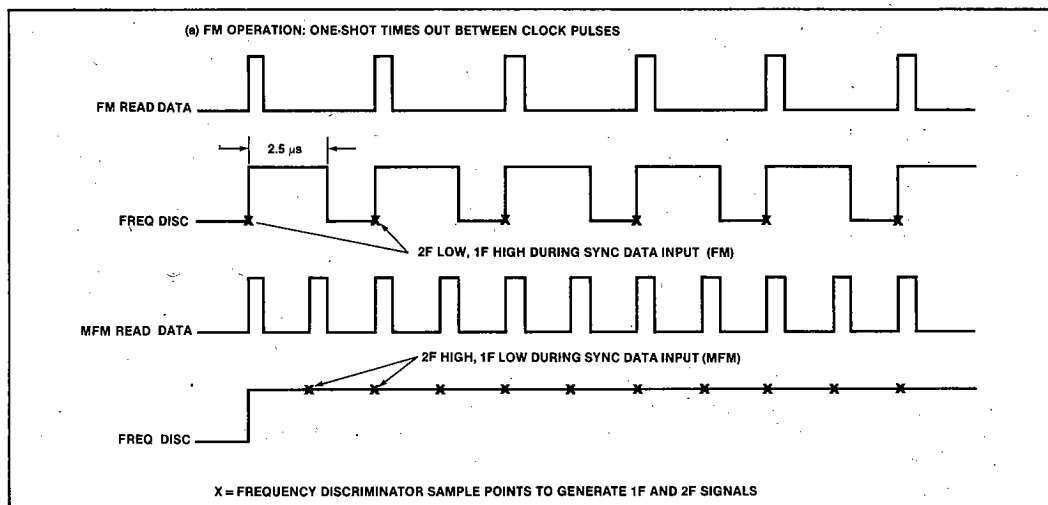 (a) FM OPERATION: ONE-SHOT TIMES OUT BETWEEN CLOCK PULSES
FM READ DATA
2.5 μs
FREQ DISC
X X X X X X
2F LOW, 1F HIGH DURING SYNC DATA INPUT (FM)
MFM READ DATA
2F HIGH, 1F LOW DURING SYNC DATA INPUT (MFM)
X X X X X X X X X X
FREQ DISC
X = FREQUENCY DISCRIMINATOR SAMPLE POINTS TO GENERATE 1F AND 2F SIGNALS